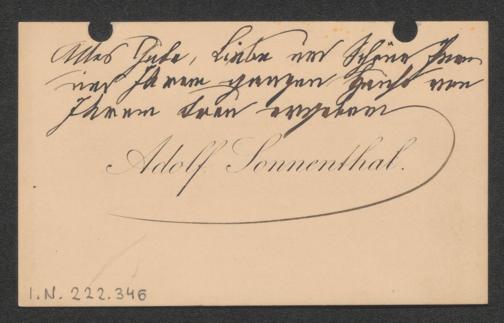 Alles Gute, Liebe und Schöne Ihnen
und Ihrem ganzen Hause von
Ihrem treu ergebenen
Adolf Sonnenthal.
I.N. 222.346